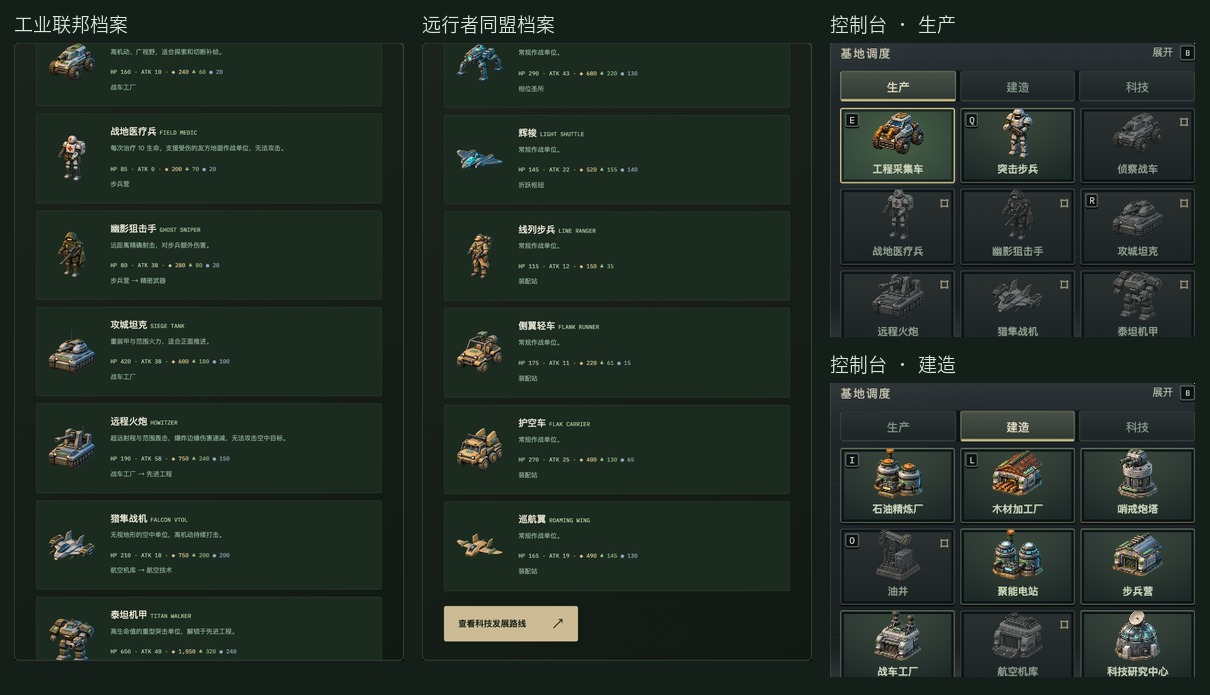 工业联邦档案
高机动、广视野，适合探索和切断补给。
HP 160 · ATK 10 · ◆ 240 ♠ 60 ● 20
战车工厂
战地医疗兵 FIELD MEDIC
每次治疗 10 生命，支援受伤的友方地面作战单位，无法攻击。
HP 85 · ATK 0 · ◆ 200 ♠ 70 ● 20
步兵营
幽影狙击手 GHOST SNIPER
远距离精确射击，对步兵额外伤害。
HP 80 · ATK 38 · ◆ 280 ♠ 80 ● 20
步兵营 → 精密武器
攻城坦克 SIEGE TANK
重装甲与范围火力，适合正面推进。
HP 420 · ATK 38 · ◆ 600 ♠ 180 ● 100
战车工厂
远程火炮 HOWITZER
超远射程与范围轰击，爆炸边缘伤害递减，无法攻击空中目标。
HP 190 · ATK 58 · ◆ 750 ♠ 240 ● 150
战车工厂 → 先进工程
猎隼战机 FALCON VTOL
无视地形的空中单位，高机动持续打击。
HP 210 · ATK 18 · ◆ 750 ♠ 200 ● 200
航空机库 → 航空技术
泰坦机甲 TITAN WALKER
高生命值的重型突击单位，解锁于先进工程。
HP 650 · ATK 40 · ◆ 1,050 ♠ 320 ● 240
远行者同盟档案
常规作战单位。
HP 290 · ATK 43 · ◆ 680 ♠ 220 ● 130
相位圣所
辉梭 LIGHT SHUTTLE
常规作战单位。
HP 145 · ATK 22 · ◆ 520 ♠ 155 ● 140
折跃枢纽
线列步兵 LINE RANGER
常规作战单位。
HP 115 · ATK 12 · ◆ 150 ♠ 35
装配站
侧翼轻车 FLANK RUNNER
常规作战单位。
HP 175 · ATK 11 · ◆ 220 ♠ 61 ● 15
装配站
护空车 FLAK CARRIER
常规作战单位。
HP 270 · ATK 25 · ◆ 400 ♠ 130 ● 65
装配站
巡航翼 ROAMING WING
常规作战单位。
HP 165 · ATK 19 · ◆ 490 ♠ 145 ● 130
装配站
查看科技发展路线 ↗
控制台 · 生产
基地调度 展开 B
生产 建造 科技
E Q
工程采集车 突击步兵 侦察战车
R
战地医疗兵 幽影狙击手 攻城坦克
远程火炮 猎隼战机 泰坦机甲
控制台 · 建造
基地调度 展开 B
生产 建造 科技
I L
石油精炼厂 木材加工厂 哨戒炮塔
O
油井 聚能电站 步兵营
战车工厂 航空机库 科技研究中心